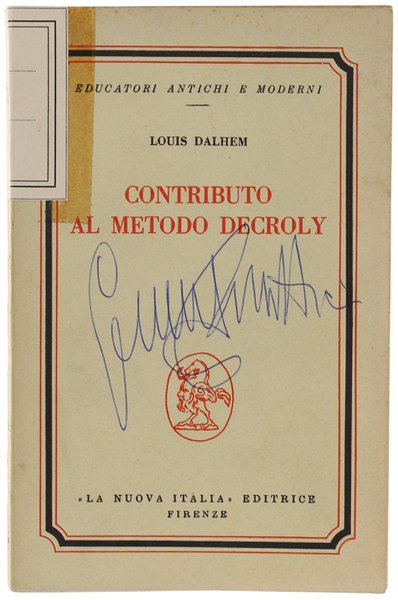 EDUCATORI ANTICHI E MODERNI
LOUIS DALHEM
CONTRIBUTO
AL METODO DECROLY
«LA NUOVA ITALIA» EDITRICE
FIRENZE